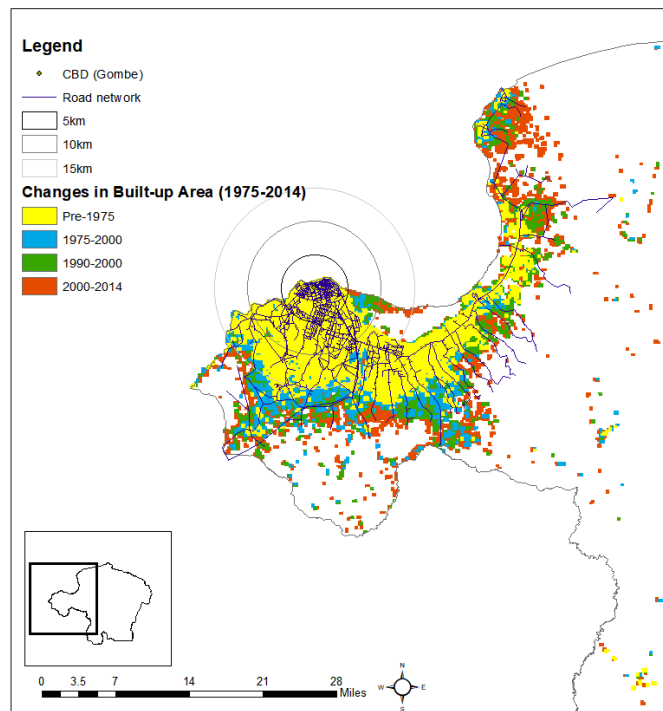 Legend
CBD (Gombe)
Road network
5km
10km
15km
Changes in Built-up Area (1975-2014)
Pre-1975
1975-2000
1990-2000
2000-2014
N
W E
S
0 3.5 7 14 21 28
Miles